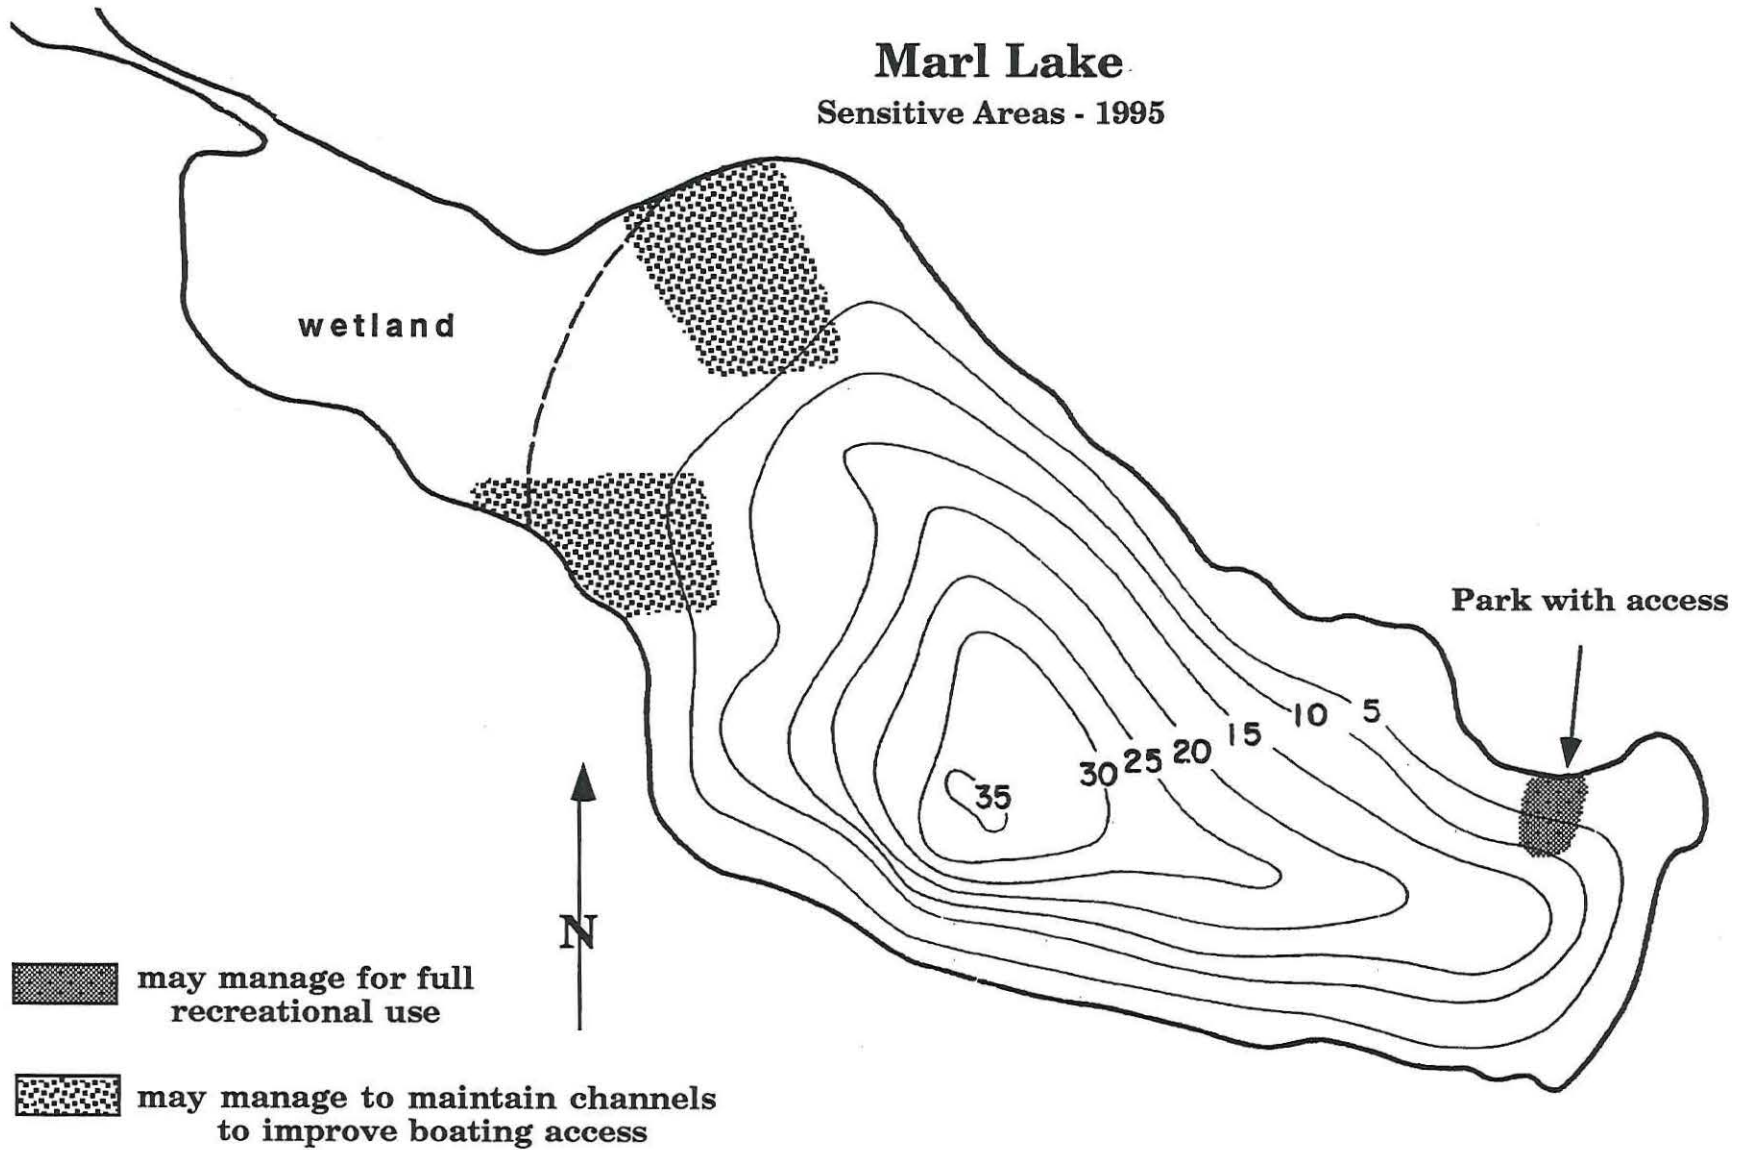 Marl Lake
Sensitive Areas - 1995
wetland
Park with access
5
10
15
20
25
30
35
N
may manage for full
recreational use
may manage to maintain channels
to improve boating access